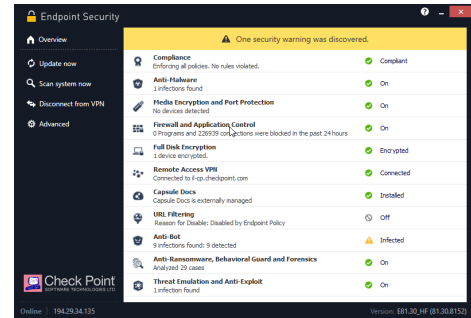 Endpoint Security
?
Overview
Update now
Scan system now
Disconnect from VPN
Advanced
One security warning was discovered.
Compliance
Enforcing all policies. No rules violated.
Compliant
Anti-Malware
1 infections found
On
Media Encryption and Port Protection
No devices detected
On
Firewall and Application Control
0 Programs and 226939 connections were blocked in the past 24 hours
On
Full Disk Encryption
1 device encrypted.
Encrypted
Remote Access VPN
Connected to il-cp.checkpoint.com
Connected
Capsule Docs
Capsule Docs is externally managed
Installed
URL Filtering
Reason for Disable: Disabled by Endpoint Policy
Off
Anti-Bot
9 infections found: 9 detected
Infected
Anti-Ransomware, Behavioral Guard and Forensics
Analyzed 29 cases
On
Threat Emulation and Anti-Exploit
1 infection found
On
Check Point
SOFTWARE TECHNOLOGIES LTD.
Online 194.29.34.135
Version: E81.30_HF (81.30.8152)